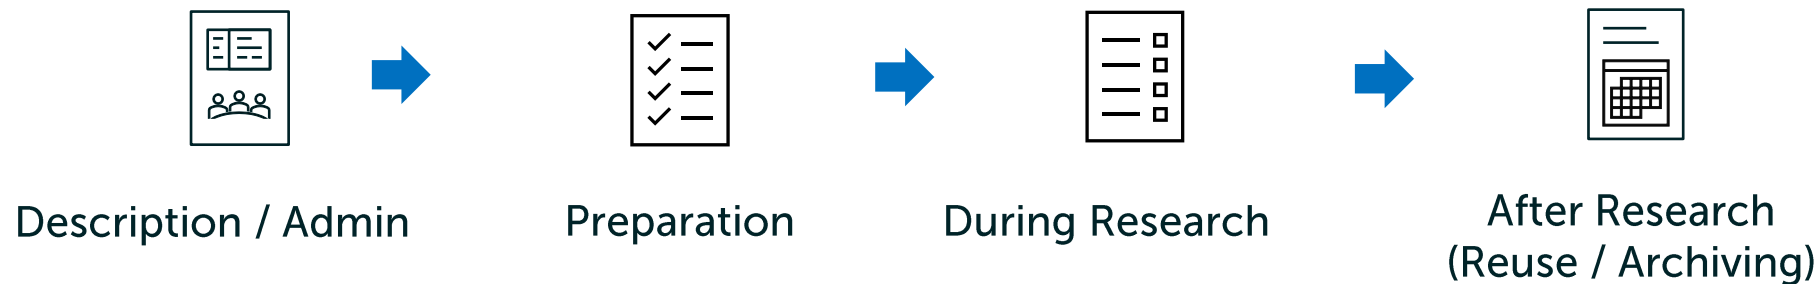 Description / Admin
Preparation
During Research
After Research
(Reuse / Archiving)